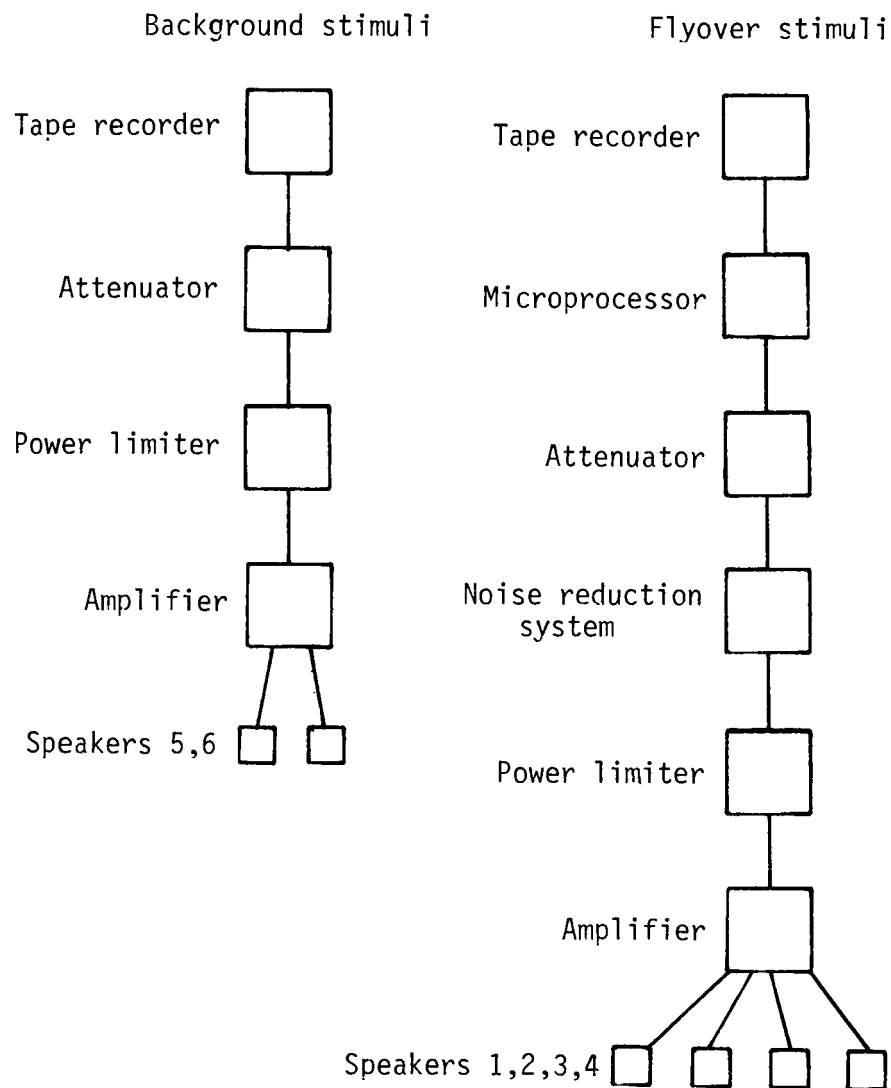 Background stimuli
Tape recorder
Attenuator
Power limiter
Amplifier
Speakers 5,6
Flyover stimuli
Tape recorder
Microprocessor
Attenuator
Noise reduction
system
Power limiter
Amplifier
Speakers 1,2,3,4